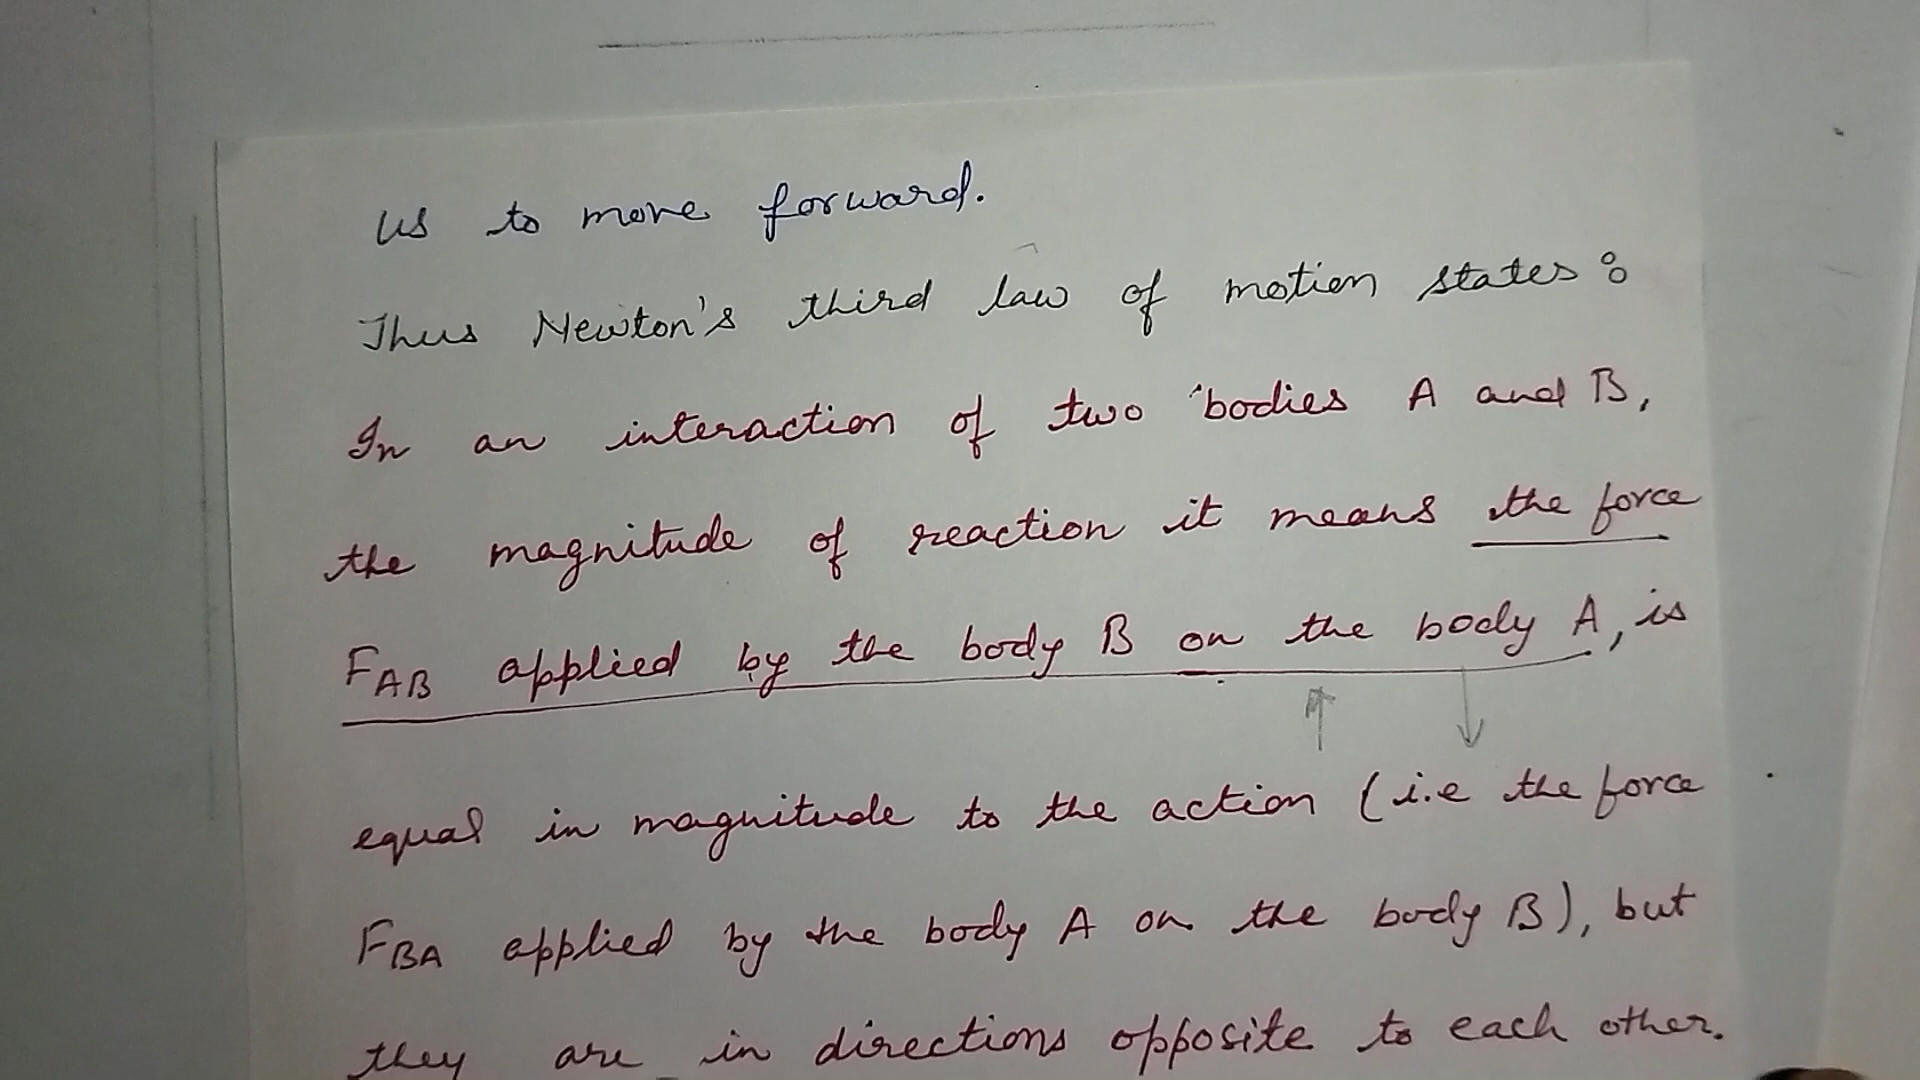 us to move forward.
Thus Newton's third law of motion states :
In an interaction of two bodies A and B,
the magnitude of reaction it means the force
FAB applied by the body B on the body A, is
equal in magnitude to the action (i.e the force
FBA applied by the body A on the body B), but
they are in directions opposite to each other.